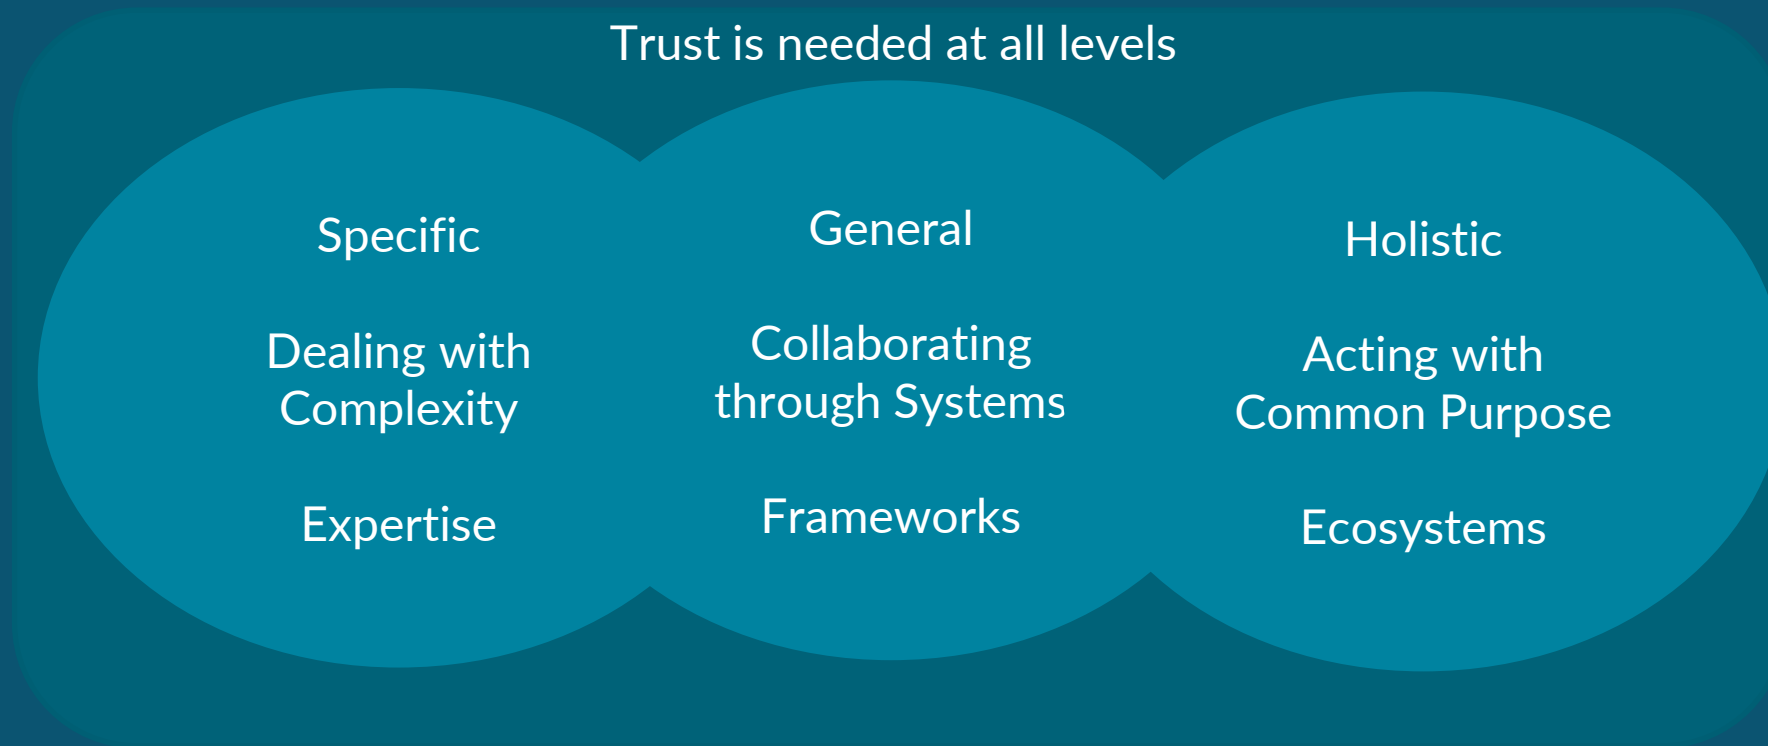 Trust is needed at all levels
Specific
Dealing with
Complexity
Expertise
General
Collaborating
through Systems
Frameworks
Holistic
Acting with
Common Purpose
Ecosystems